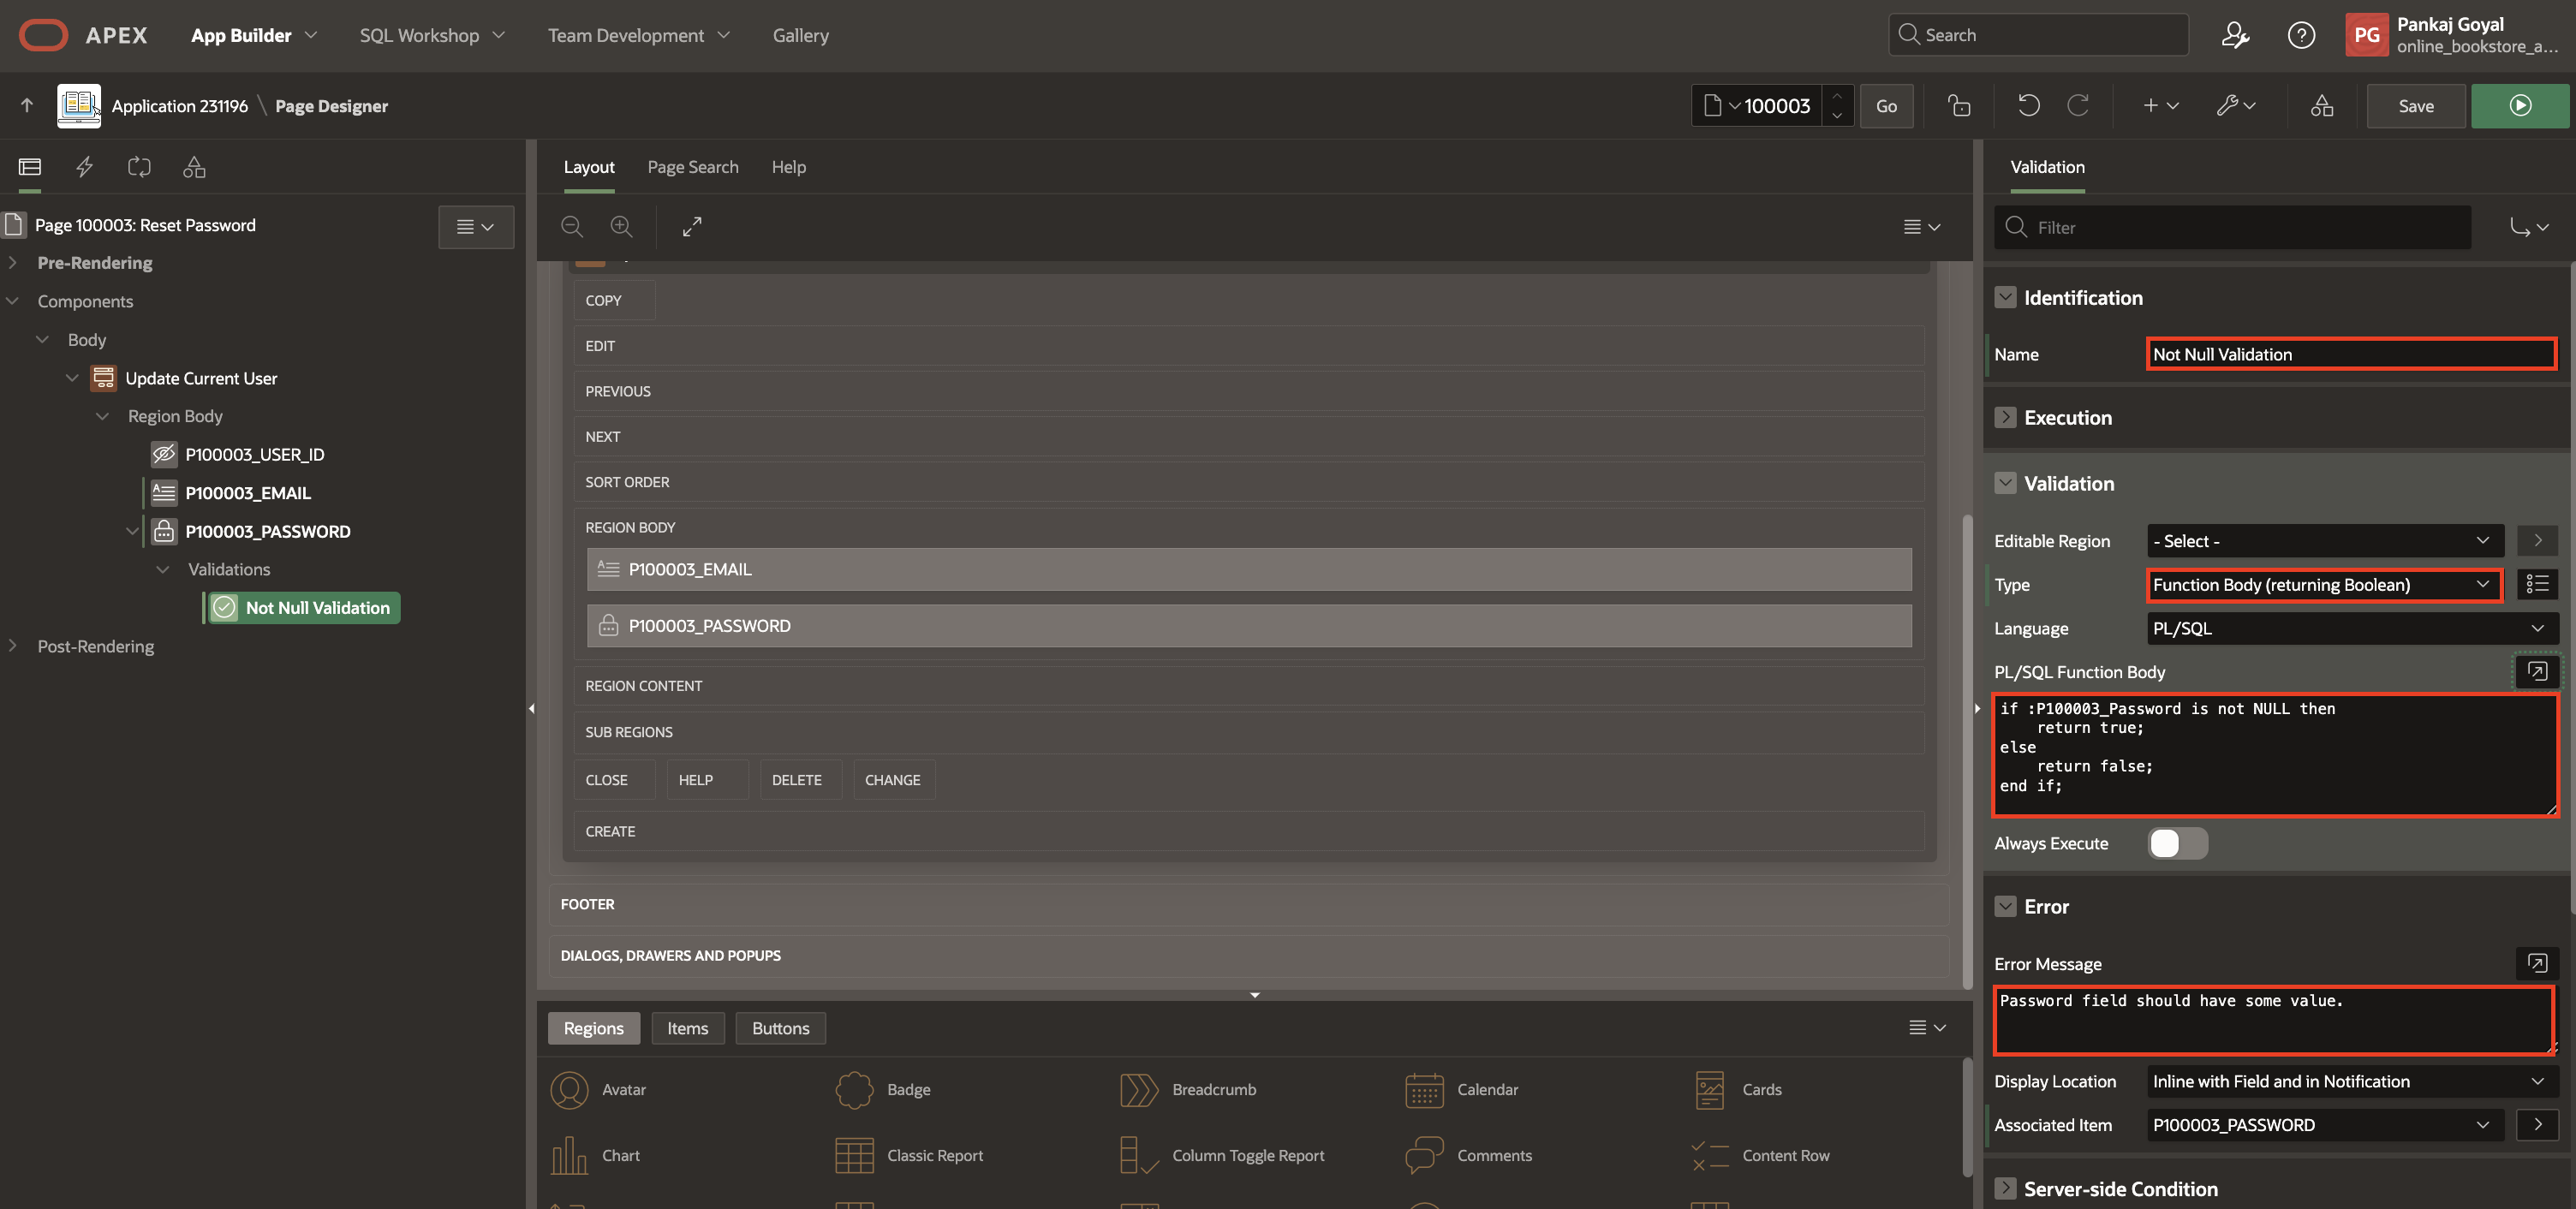 APEX
App Builder
SQL Workshop
Team Development
Gallery
Search
PG
Pankaj Goyal
online_bookstore_a...
Application 231196 \ Page Designer
100003
Go
Save
Page 100003: Reset Password
Pre-Rendering
Components
Body
Update Current User
Region Body
P100003_USER_ID
P100003_EMAIL
P100003_PASSWORD
Validations
Not Null Validation
Post-Rendering
Layout
Page Search
Help
COPY
EDIT
PREVIOUS
NEXT
SORT ORDER
REGION BODY
P100003_EMAIL
P100003_PASSWORD
REGION CONTENT
SUB REGIONS
CLOSE
HELP
DELETE
CHANGE
CREATE
FOOTER
DIALOGS, DRAWERS AND POPUPS
Regions
Items
Buttons
Avatar
Badge
Breadcrumb
Calendar
Cards
Chart
Classic Report
Column Toggle Report
Comments
Content Row
Validation
Filter
Identification
Name
Not Null Validation
Execution
Validation
Editable Region
- Select -
Type
Function Body (returning Boolean)
Language
PL/SQL
PL/SQL Function Body
if :P100003_Password is not NULL then
return true;
else
return false;
end if;
Always Execute
Error
Error Message
Password field should have some value.
Display Location
Inline with Field and in Notification
Associated Item
P100003_PASSWORD
Server-side Condition